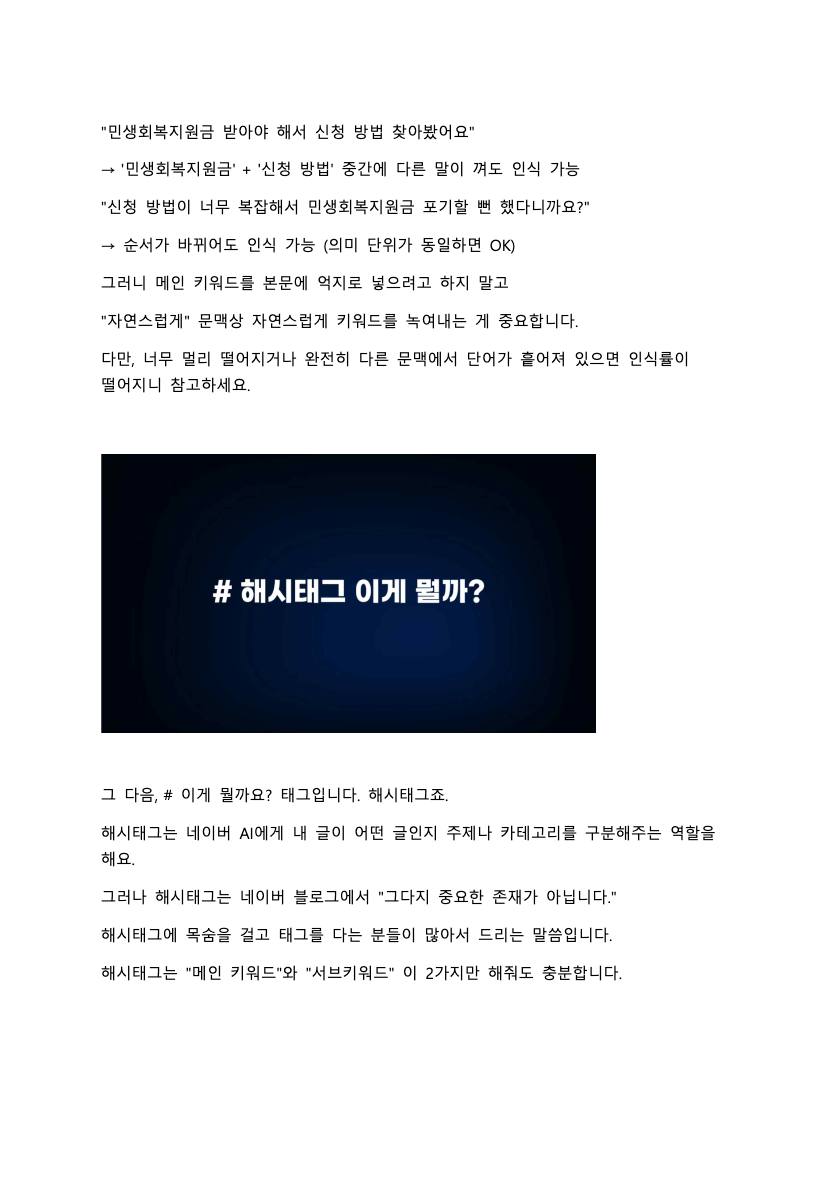 "민생회복지원금 받아야 해서 신청 방법 찾아봤어요"
→ '민생회복지원금' + '신청 방법' 중간에 다른 말이 껴도 인식 가능
"신청 방법이 너무 복잡해서 민생회복지원금 포기할 뻔 했다니까요?"
→ 순서가 바뀌어도 인식 가능 (의미 단위가 동일하면 OK)
그러니 메인 키워드를 본문에 억지로 넣으려고 하지 말고
"자연스럽게" 문맥상 자연스럽게 키워드를 녹여내는 게 중요합니다.
다만, 너무 멀리 떨어지거나 완전히 다른 문맥에서 단어가 흩어져 있으면 인식률이
떨어지니 참고하세요.
# 해시태그 이게 뭘까?
그 다음, # 이게 뭘까요? 태그입니다. 해시태그죠.
해시태그는 네이버 AI에게 내 글이 어떤 글인지 주제나 카테고리를 구분해주는 역할을
해요.
그러나 해시태그는 네이버 블로그에서 "그다지 중요한 존재가 아닙니다."
해시태그에 목숨을 걸고 태그를 다는 분들이 많아서 드리는 말씀입니다.
해시태그는 "메인 키워드"와 "서브키워드" 이 2가지만 해줘도 충분합니다.